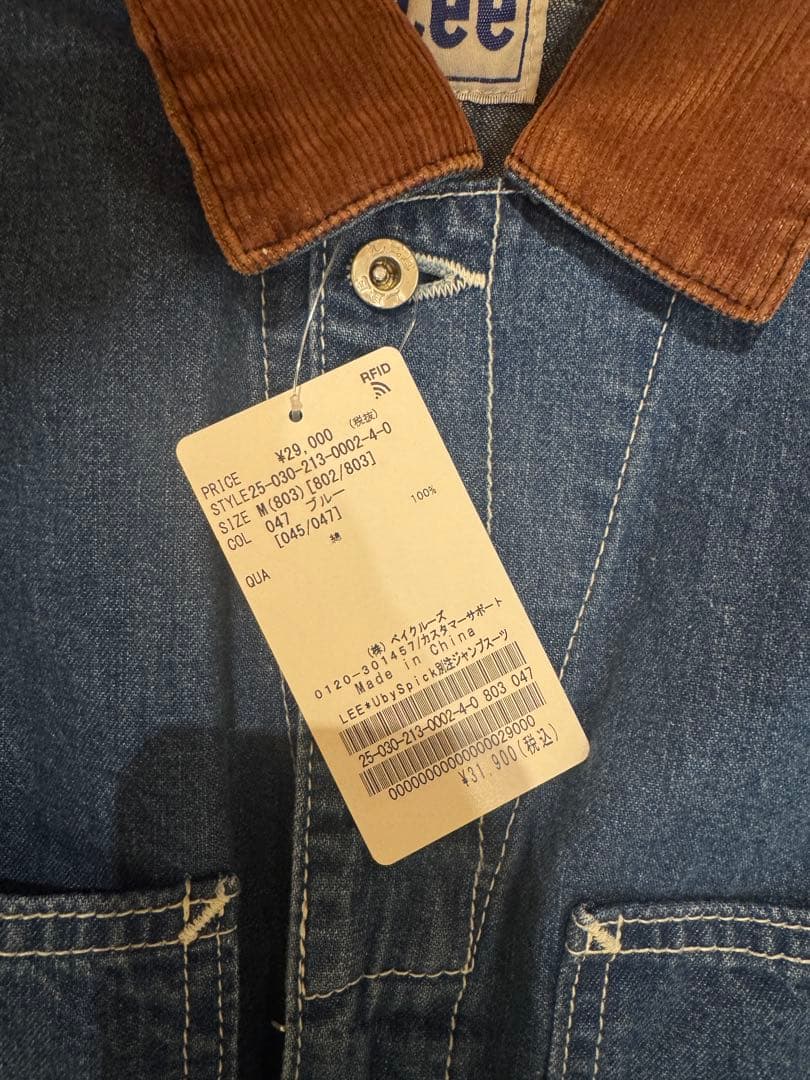 Lee
RFID
PRICE ¥29,000 (税抜)
STYLE25-030-213-0002-4-0
SIZE M(803)[802/803]
COL 047 ブルー
[045/047]
QUA 綿 100%
(株) ベイクルーズ
0120-301457/カスタマーサポート
Made in China
LEE*UbySpick別注ジャンプスーツ
25-030-213-0002-4-0 803 047
0000000000000000029000
¥31,900(税込)